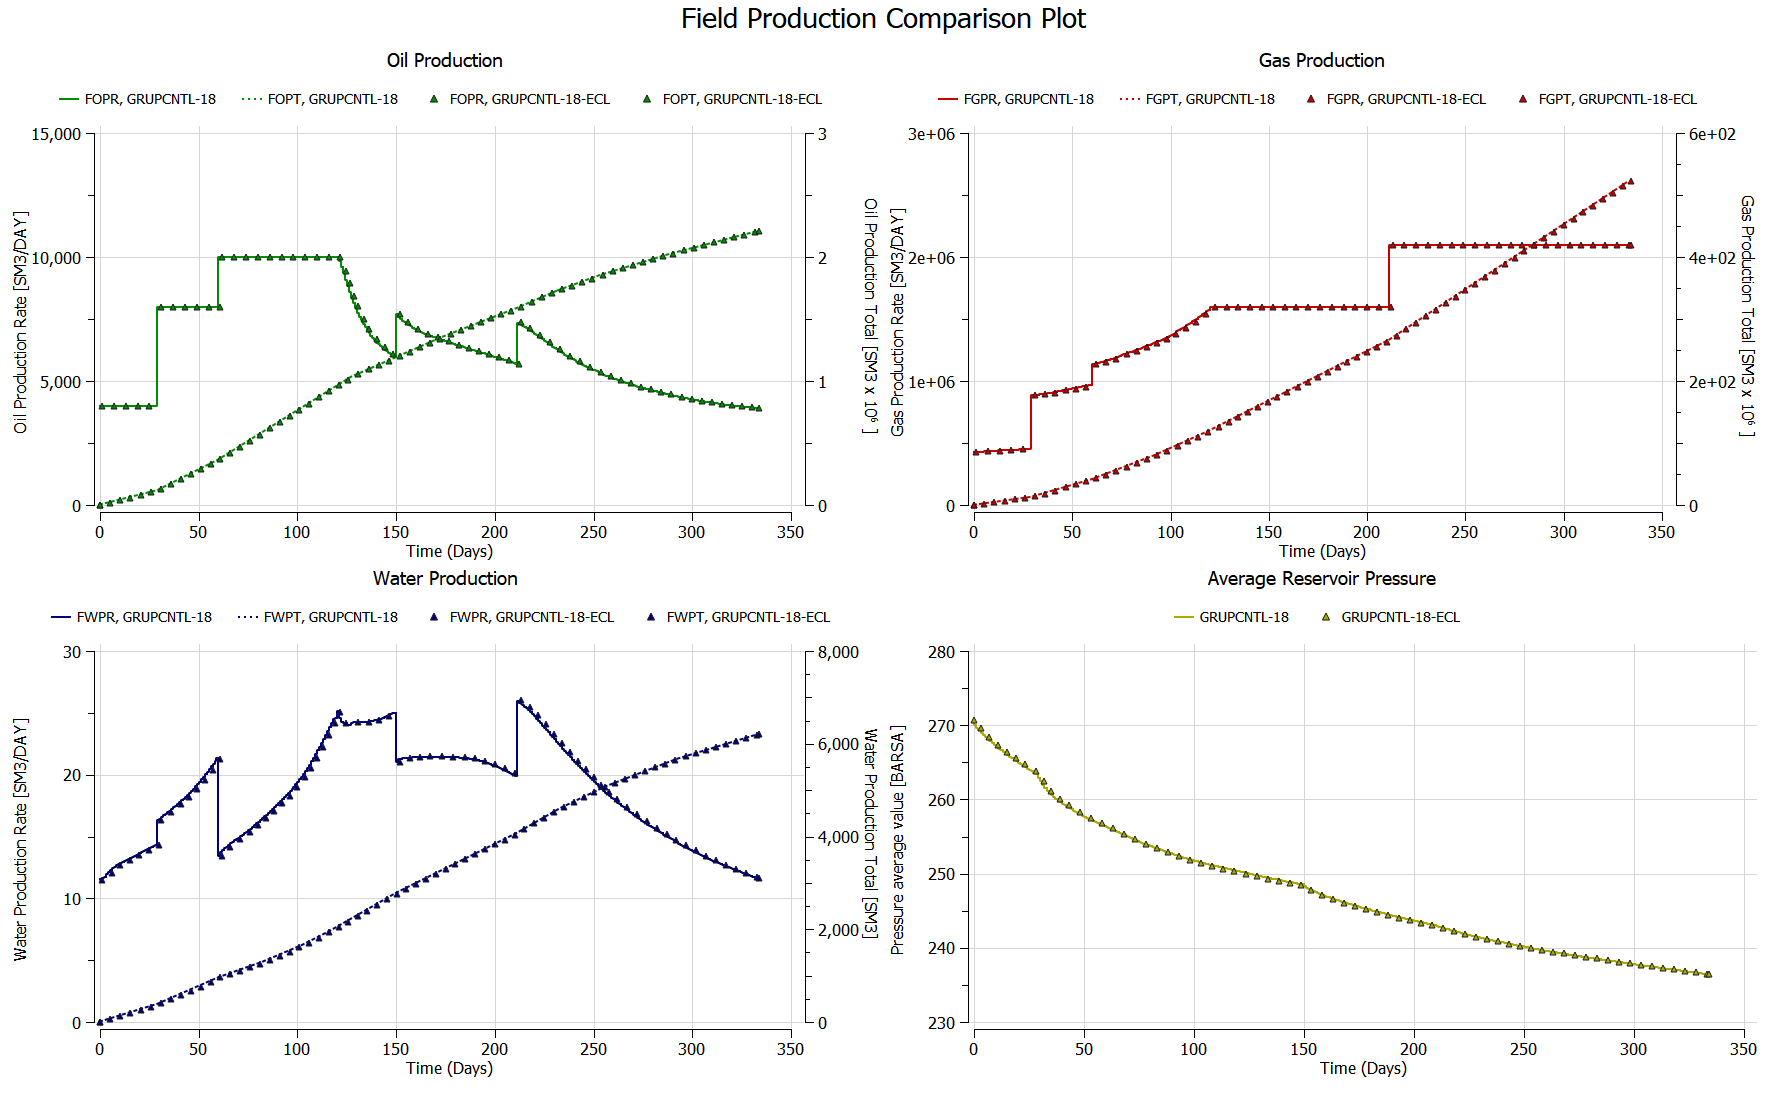 Field Production Comparison Plot
Oil Production
FOPR, GRUPCNTL-18 FOPT, GRUPCNTL-18 FOPR, GRUPCNTL-18-ECL FOPT, GRUPCNTL-18-ECL
15,000
10,000
5,000
0
Oil Production Rate [SM3/DAY]
3
2
1
0
Oil Production Total [SM3 x 10⁶ ]
0 50 100 150 200 250 300 350
Time (Days)
Gas Production
FGPR, GRUPCNTL-18 FGPT, GRUPCNTL-18 FGPR, GRUPCNTL-18-ECL FGPT, GRUPCNTL-18-ECL
3e+06
2e+06
1e+06
0
Gas Production Rate [SM3/DAY]
6e+02
4e+02
2e+02
0
Gas Production Total [SM3 x 10⁶ ]
0 50 100 150 200 250 300 350
Time (Days)
Water Production
FWPR, GRUPCNTL-18 FWPT, GRUPCNTL-18 FWPR, GRUPCNTL-18-ECL FWPT, GRUPCNTL-18-ECL
30
20
10
0
Water Production Rate [SM3/DAY]
8,000
6,000
4,000
2,000
0
Water Production Total [SM3]
0 50 100 150 200 250 300 350
Time (Days)
Average Reservoir Pressure
GRUPCNTL-18 GRUPCNTL-18-ECL
280
270
260
250
240
230
Pressure average value [BARSA]
0 50 100 150 200 250 300 350
Time (Days)